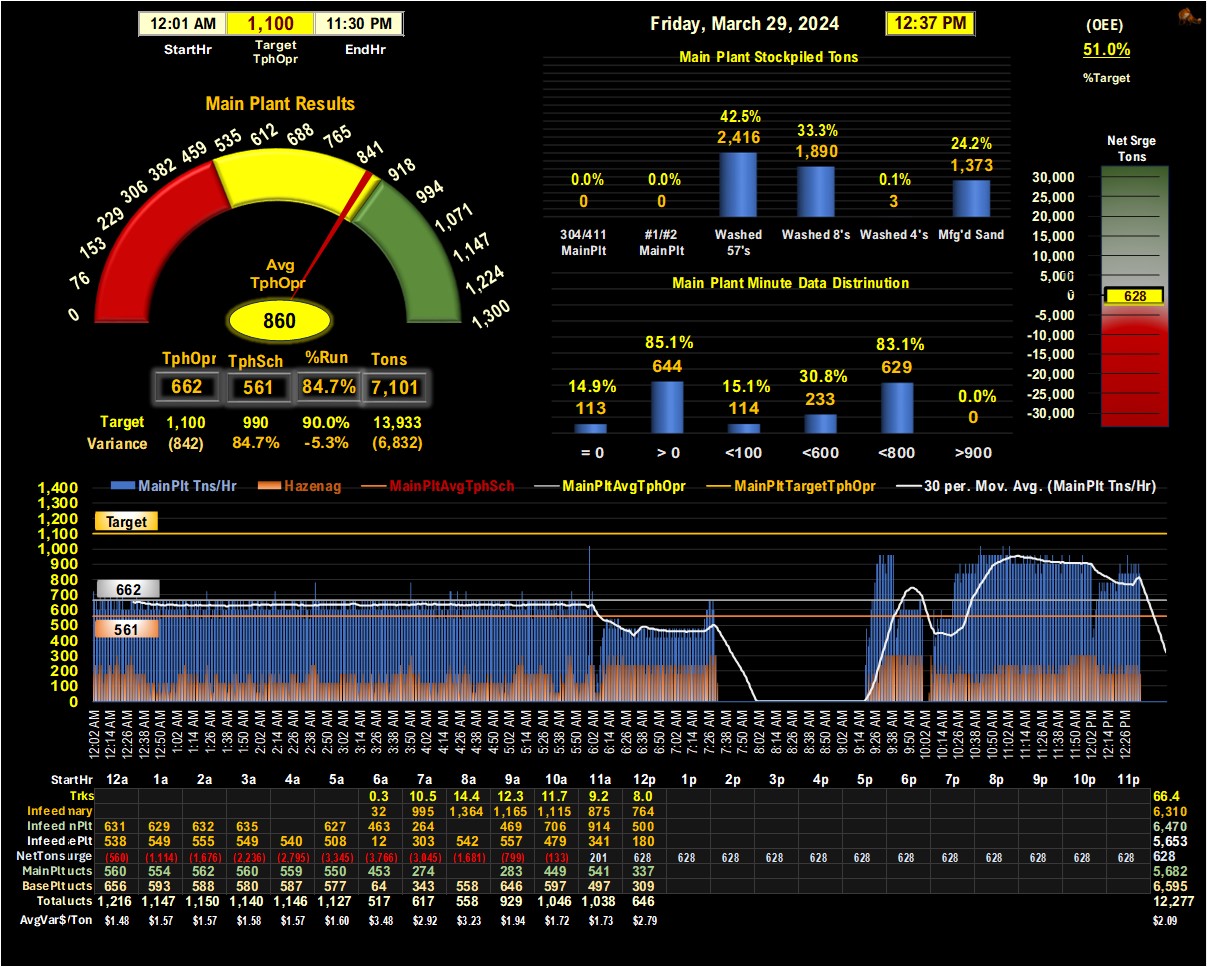 12:01 AM 1,100 11:30 PM
StartHr Target TphOpr EndHr
Friday, March 29, 2024 12:37 PM
(OEE)
51.0%
%Target
Main Plant Results
0 76 153 229 306 382 459 535 612 688 765 841 918 994 1,071 1,147 1,224 1,300
Avg
TphOpr
860
TphOpr TphSch %Run Tons
662 561 84.7% 7,101
Target 1,100 990 90.0% 13,933
Variance (842) 84.7% -5.3% (6,832)
Main Plant Stockpiled Tons
0.0% 0.0% 42.5% 33.3% 0.1% 24.2%
0 0 2,416 1,890 3 1,373
304/411 MainPlt #1/#2 MainPlt Washed 57's Washed 8's Washed 4's Mfg'd Sand
Main Plant Minute Data Distrinution
14.9% 85.1% 15.1% 30.8% 83.1% 0.0%
113 644 114 233 629 0
= 0 > 0 <100 <600 <800 >900
Net Srge
Tons
30,000
25,000
20,000
15,000
10,000
5,000
0
628
-5,000
-10,000
-15,000
-20,000
-25,000
-30,000
MainPlt Tns/Hr Hazenag MainPltAvgTphSch MainPltAvgTphOpr MainPltTargetTphOpr 30 per. Mov. Avg. (MainPlt Tns/Hr)
1,400
1,300
1,200
1,100
1,000
900
800
700
600
500
400
300
200
100
0
Target
662
561
12:02 AM 12:14 AM 12:26 AM 12:38 AM 12:50 AM 1:02 AM 1:14 AM 1:26 AM 1:38 AM 1:50 AM 2:02 AM 2:14 AM 2:26 AM 2:38 AM 2:50 AM 3:02 AM 3:14 AM 3:26 AM 3:38 AM 3:50 AM 4:02 AM 4:14 AM 4:26 AM 4:38 AM 4:50 AM 5:02 AM 5:14 AM 5:26 AM 5:38 AM 5:50 AM 6:02 AM 6:14 AM 6:26 AM 6:38 AM 6:50 AM 7:02 AM 7:14 AM 7:26 AM 7:38 AM 7:50 AM 8:02 AM 8:14 AM 8:26 AM 8:38 AM 8:50 AM 9:02 AM 9:14 AM 9:26 AM 9:38 AM 9:50 AM 10:02 AM 10:14 AM 10:26 AM 10:38 AM 10:50 AM 11:02 AM 11:14 AM 11:26 AM 11:38 AM 11:50 AM 12:02 PM 12:14 PM 12:26 PM
StartHr 12a 1a 2a 3a 4a 5a 6a 7a 8a 9a 10a 11a 12p 1p 2p 3p 4p 5p 6p 7p 8p 9p 10p 11p
Trks 0.3 10.5 14.4 12.3 11.7 9.2 8.0 66.4
Infeed nary 32 995 1,364 1,165 1,115 875 764 6,310
Infeed nPlt 631 629 632 635 627 463 264 469 706 914 500 6,470
Infeed ePlt 538 549 555 549 540 508 12 303 542 557 479 341 180 5,653
NetTons urge (560) (1,114) (1,676) (2,236) (2,795) (3,345) (3,766) (3,045) (1,681) (799) (133) 201 628 628 628 628 628 628 628 628 628 628 628 628 628
MainPlt ucts 560 554 562 560 559 550 453 274 283 449 541 337 5,682
BasePlt ucts 656 593 588 580 587 577 64 343 558 646 597 497 309 6,595
Total ucts 1,216 1,147 1,150 1,140 1,146 1,127 517 617 558 929 1,046 1,038 646 12,277
AvgVar$/Ton $1.48 $1.57 $1.57 $1.58 $1.57 $1.60 $3.48 $2.92 $3.23 $1.94 $1.72 $1.73 $2.79 $2.09